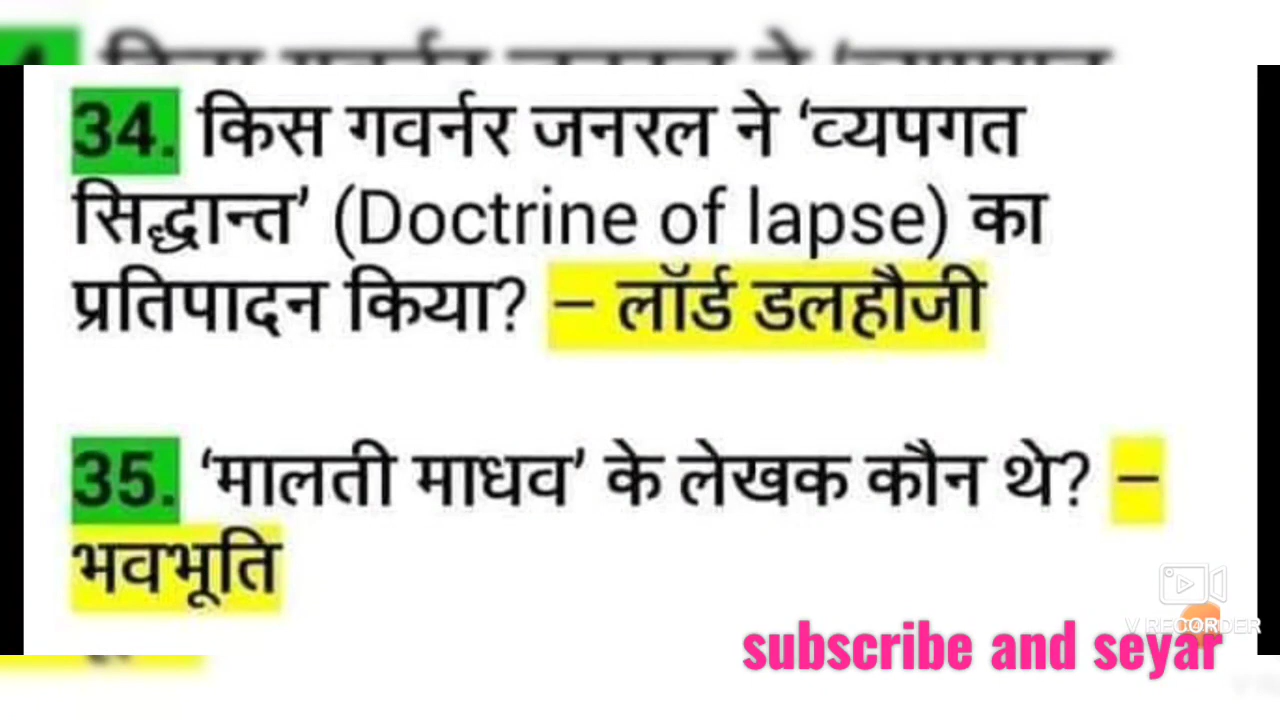 34. किस गवर्नर जनरल ने ‘व्यपगत
सिद्धान्त’ (Doctrine of lapse) का
प्रतिपादन किया? – लॉर्ड डलहौजी
35. ‘मालती माधव’ के लेखक कौन थे? –
भवभूति
V RECORDER
subscribe and seyar